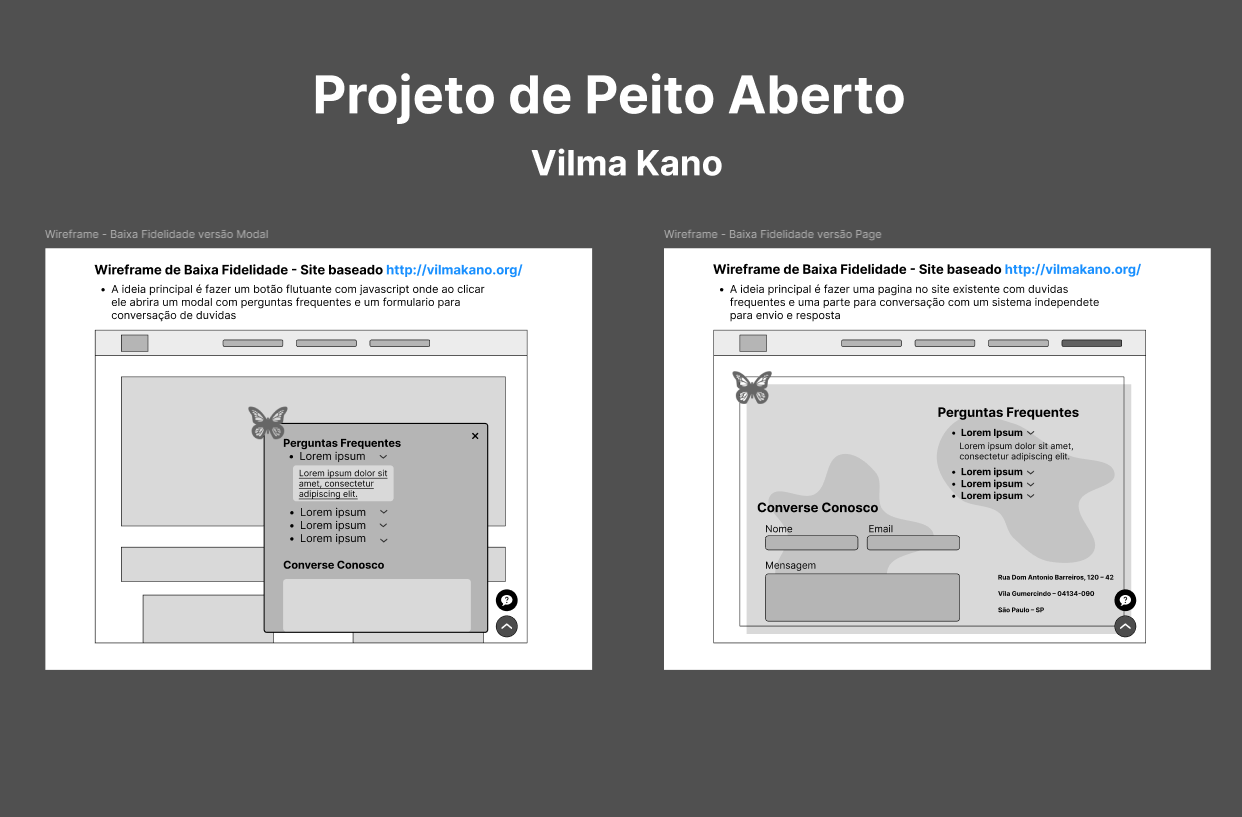 Projeto de Peito Aberto
Vilma Kano
Wireframe - Baixa Fidelidade versão Modal
Wireframe de Baixa Fidelidade - Site baseado http://vilmakano.org/
• A ideia principal é fazer um botão flutuante com javascript onde ao clicar
ele abrira um modal com perguntas frequentes e um formulario para
conversação de duvidas
Perguntas Frequentes
• Lorem ipsum
Lorem ipsum dolor sit
amet, consectetur
adipiscing elit.
• Lorem ipsum
• Lorem ipsum
• Lorem ipsum
Converse Conosco
Wireframe - Baixa Fidelidade versão Page
Wireframe de Baixa Fidelidade - Site baseado http://vilmakano.org/
• A ideia principal é fazer uma pagina no site existente com duvidas
frequentes e uma parte para conversação com um sistema independete
para envio e resposta
Perguntas Frequentes
• Lorem Ipsum
Lorem ipsum dolor sit amet,
consectetur adipiscing elit.
• Lorem ipsum
• Lorem ipsum
• Lorem ipsum
Converse Conosco
Nome Email
Mensagem
Rua Dom Antonio Barreiros, 120 – 42
Vila Gumercindo – 04134-090
São Paulo – SP